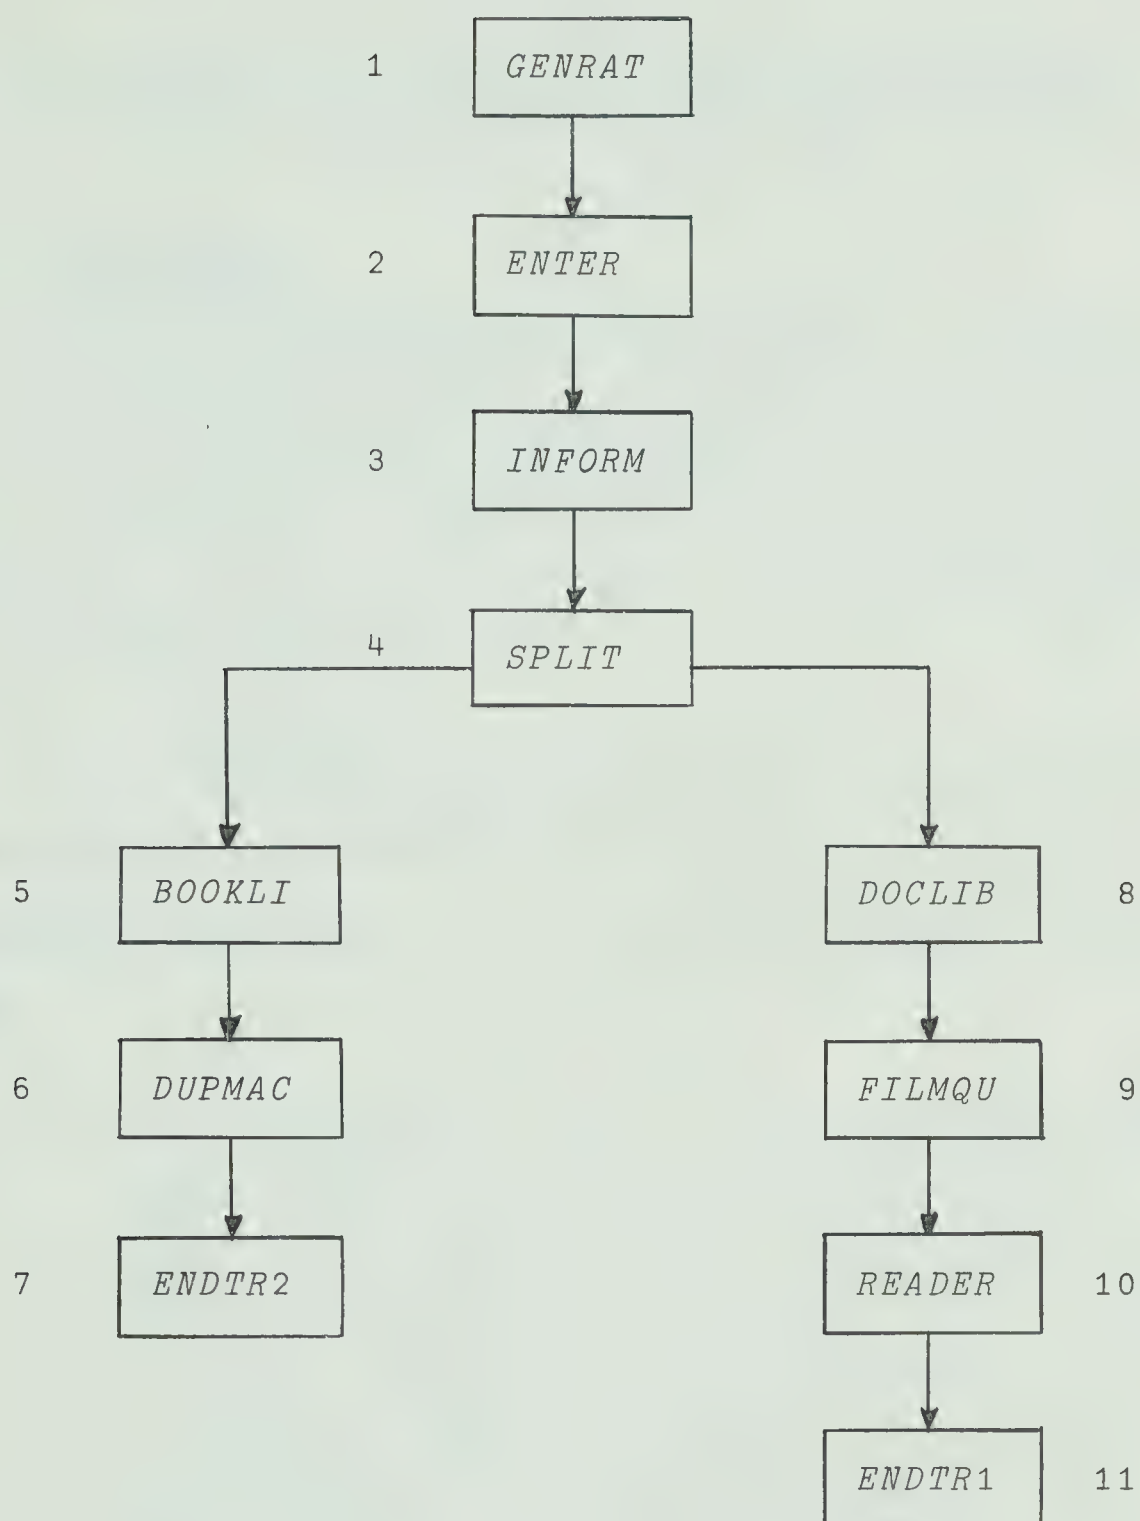 1 GENRAT
2 ENTER
3 INFORM
4 SPLIT
5 BOOKLI
DOCLIB 8
6 DUPMAC
FILMQU 9
7 ENDTR2
READER 10
ENDTR1 11